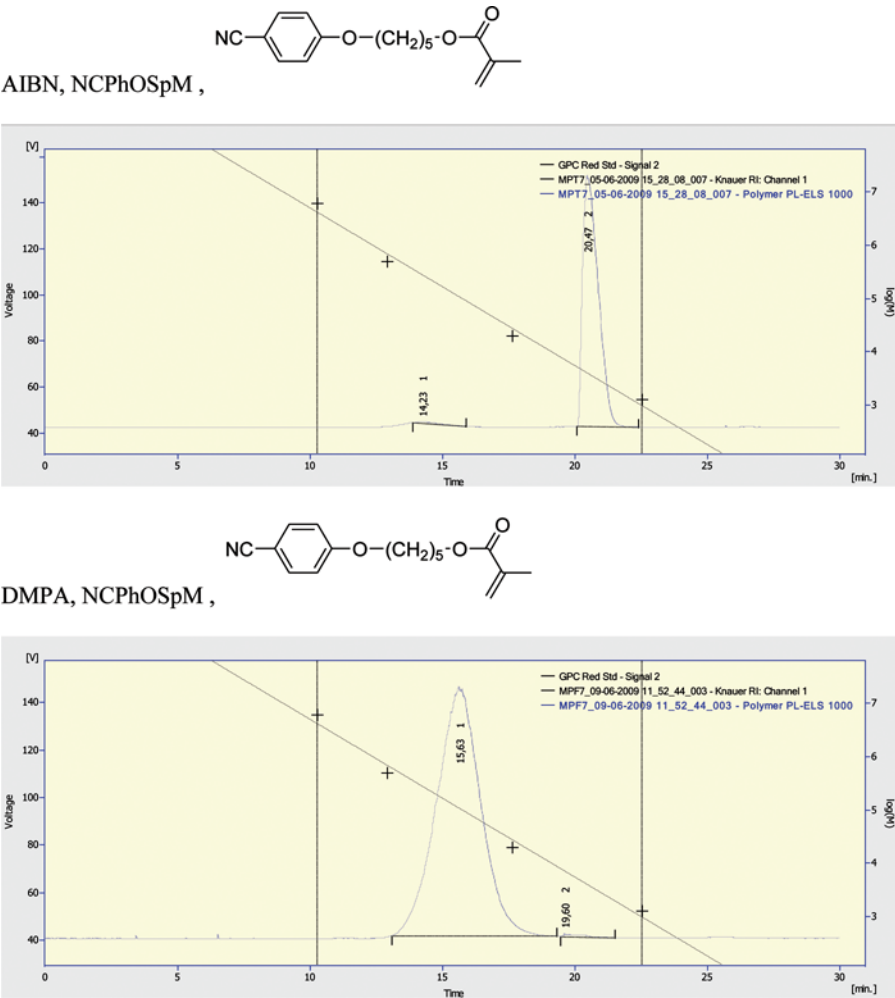 NC
O
(CH2)5
O
O
AIBN, NCPhOSpM ,
[V]
GPC Red Std - Signal 2
MPT7_05-06-2009 15_28_08_007 - Knauer RI: Channel 1
MPT7_05-06-2009 15_28_08_007 - Polymer PL-ELS 1000
140
120
100
80
60
40
Voltage
7
6
5
4
3
log(M)
14,23 1
20,47 2
0 5 10 15 20 25 30
Time
[min.]
NC
O
(CH2)5
O
O
DMPA, NCPhOSpM ,
[V]
GPC Red Std - Signal 2
MPF7_09-06-2009 11_52_44_003 - Knauer RI: Channel 1
MPF7_09-06-2009 11_52_44_003 - Polymer PL-ELS 1000
140
120
100
80
60
40
Voltage
7
6
5
4
3
log(M)
15,63 1
19,60 2
0 5 10 15 20 25 30
Time
[min.]